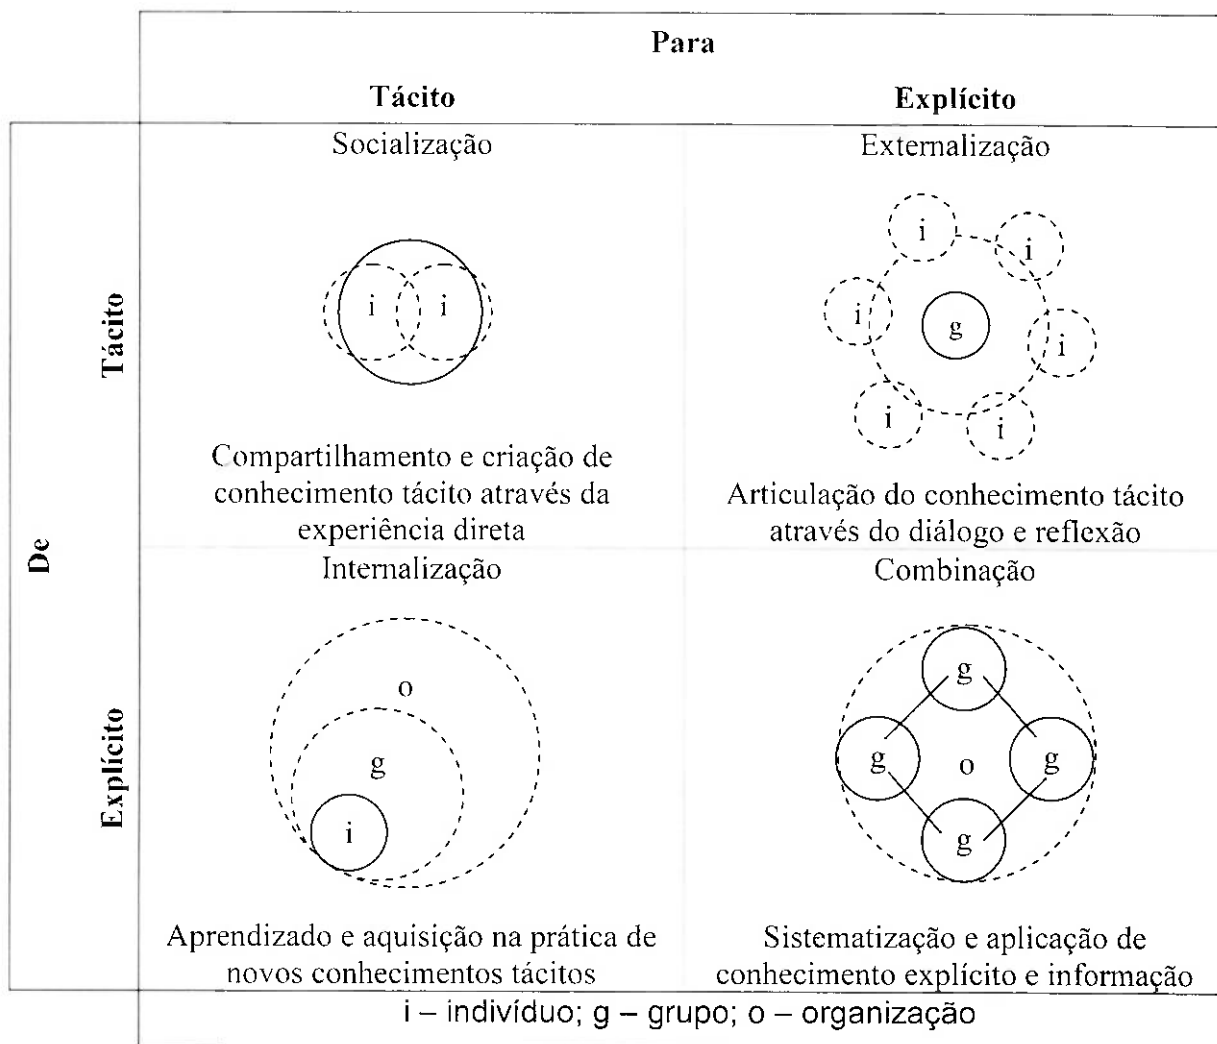 Para
Tácito
Explícito
De
Tácito
Socialização
i i
Compartilhamento e criação de
conhecimento tácito através da
experiência direta
Externalização
i
i
i
g
i
i
i
Articulação do conhecimento tácito
através do diálogo e reflexão
Explícito
Internalização
o
g
i
Aprendizado e aquisição na prática de
novos conhecimentos tácitos
Combinação
g
g o g
g
Sistematização e aplicação de
conhecimento explícito e informação
i – indivíduo; g – grupo; o – organização